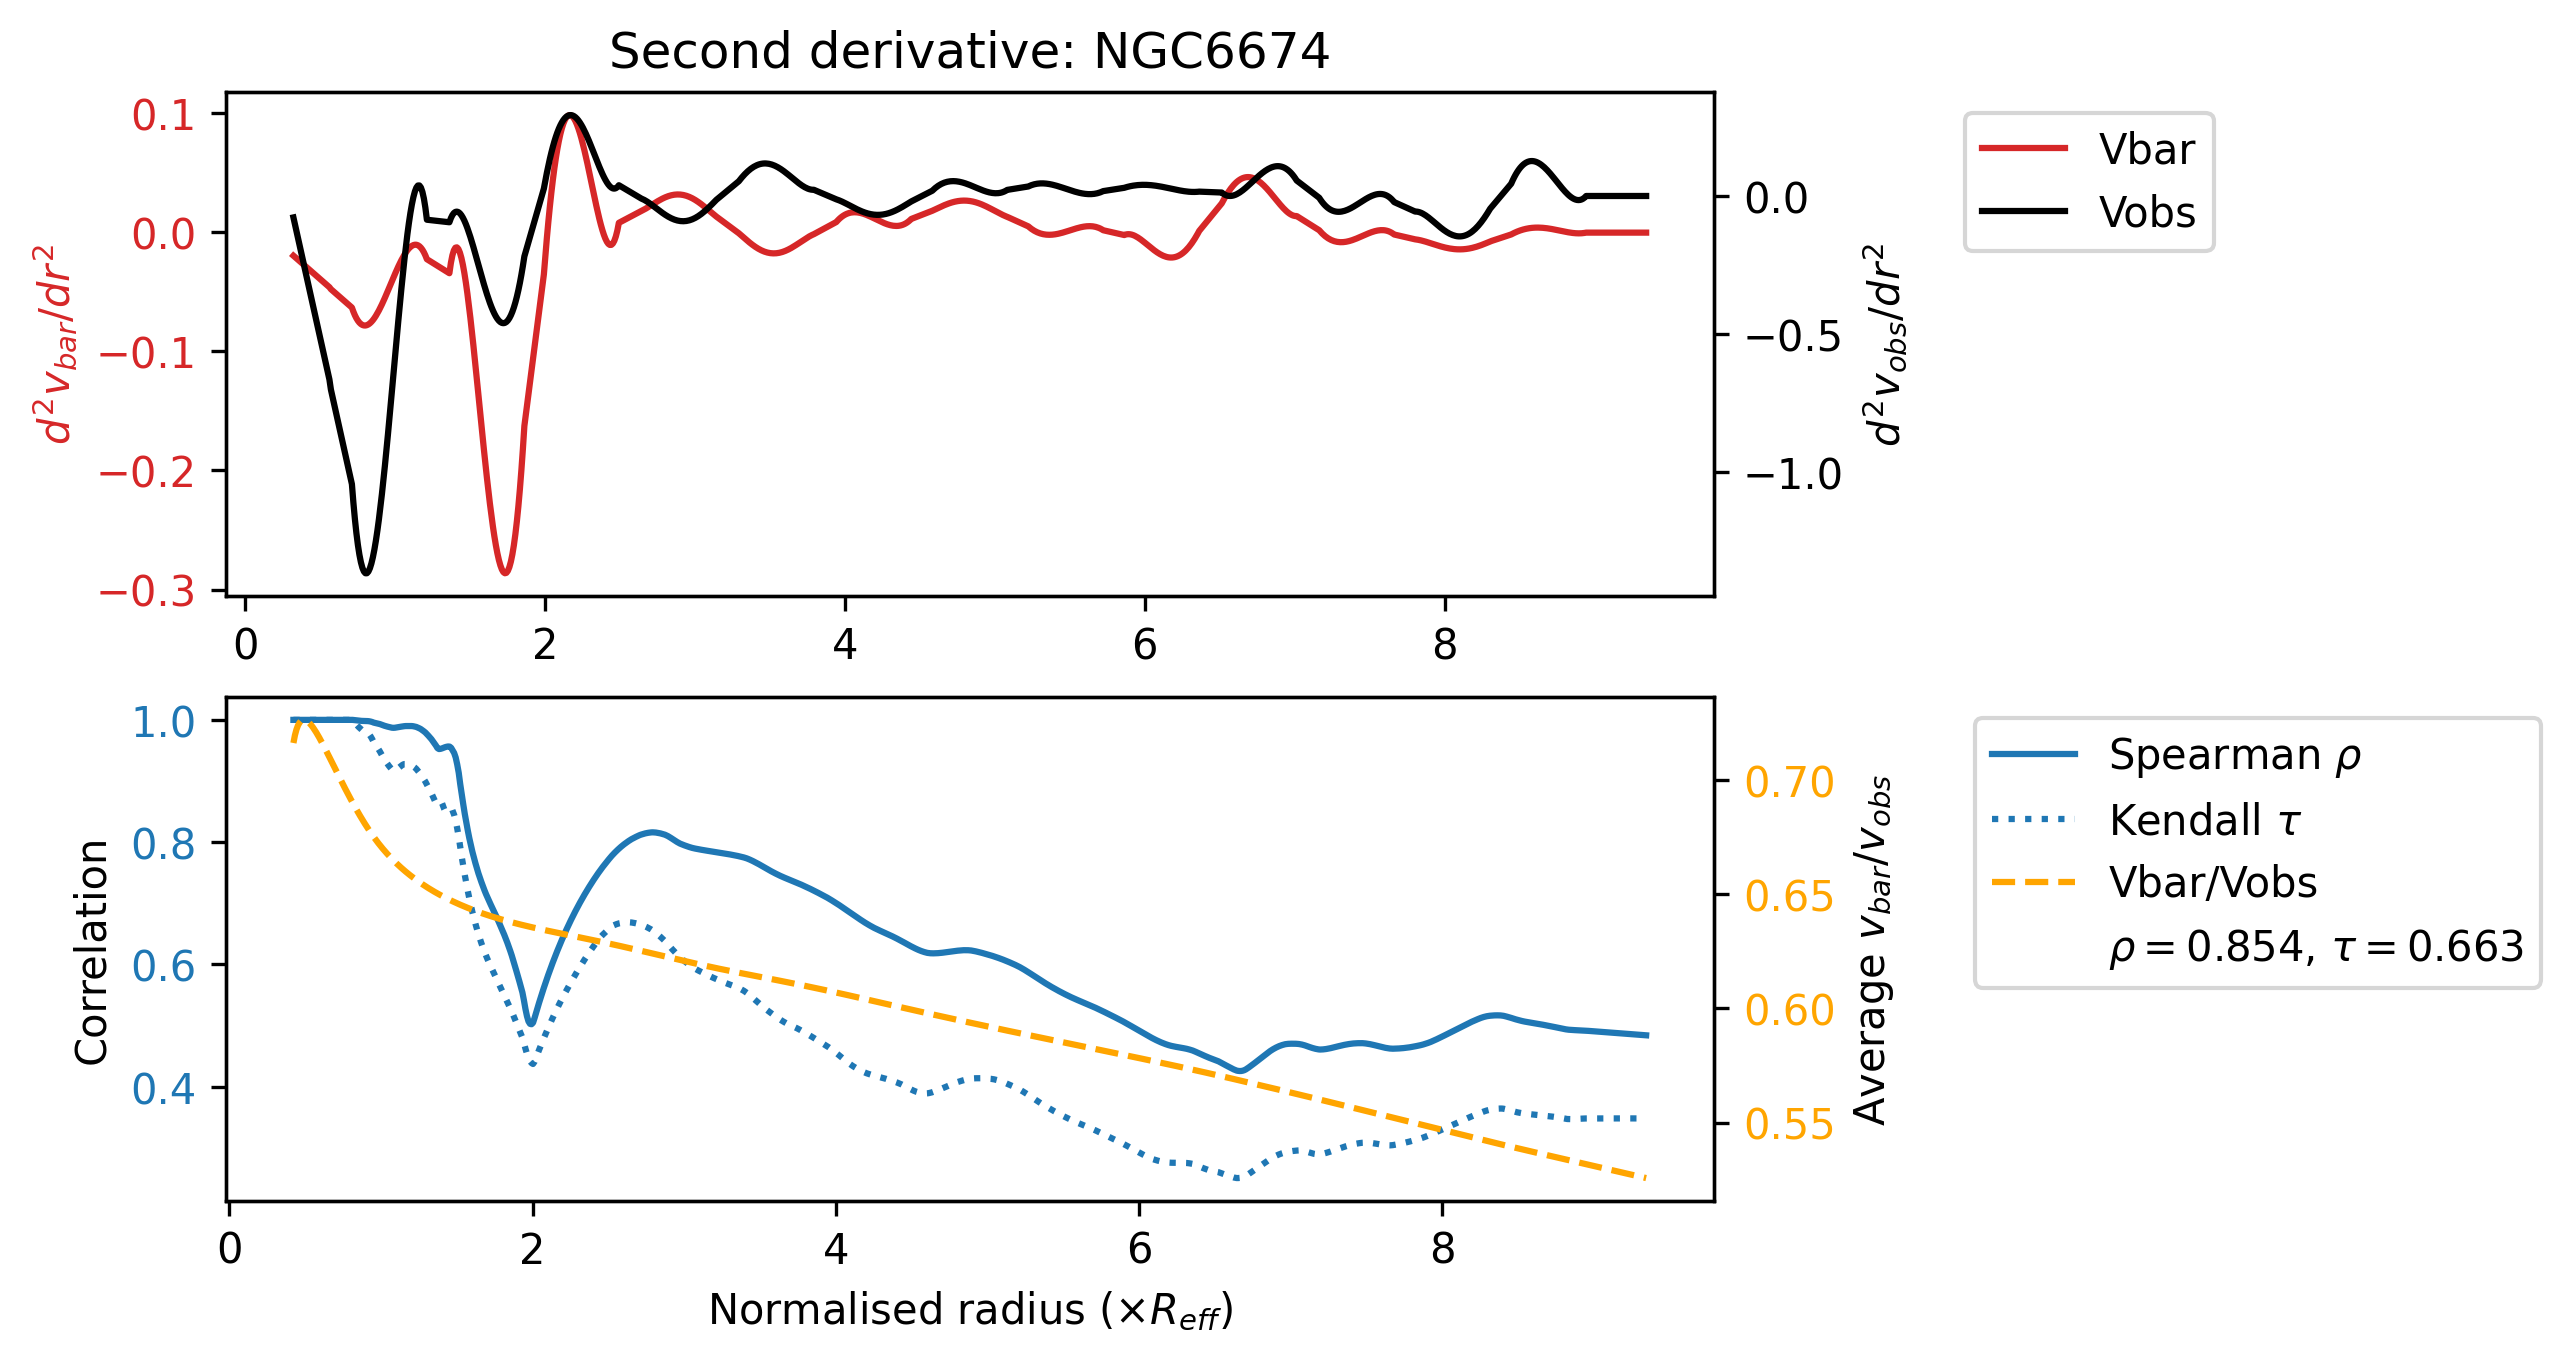 Second derivative: NGC6674
0.1
0.0
−0.1
−0.2
−0.3
d²v_bar/dr²
0.0
−0.5
−1.0
d²v_obs/dr²
0 2 4 6 8
Vbar
Vobs
1.0
0.8
0.6
0.4
Correlation
0.70
0.65
0.60
0.55
Average v_bar/v_obs
0 2 4 6 8
Normalised radius (×R_eff)
Spearman ρ
Kendall τ
Vbar/Vobs
ρ = 0.854, τ = 0.663